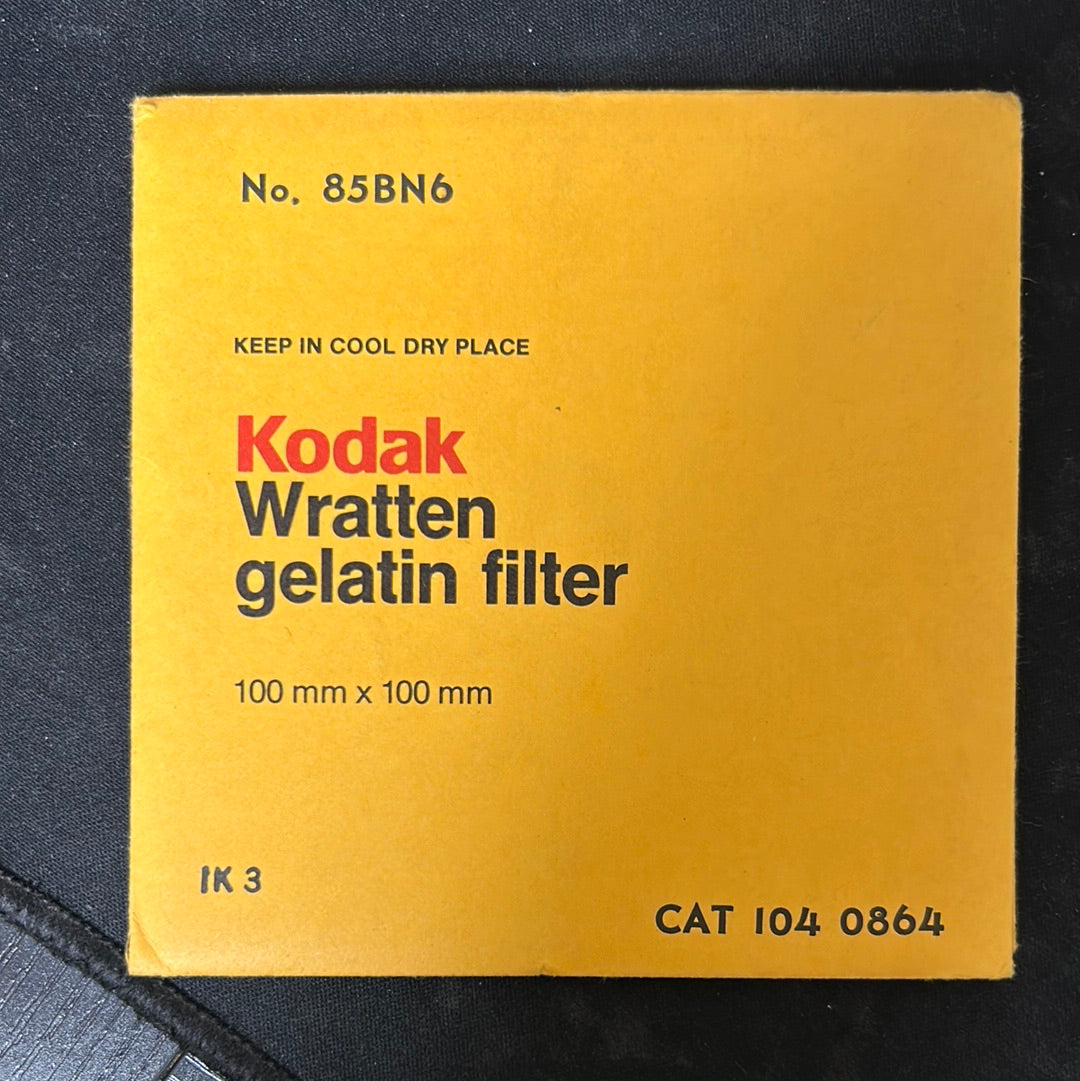 No. 85BN6
KEEP IN COOL DRY PLACE
Kodak
Wratten
gelatin filter
100 mm x 100 mm
IK 3
CAT 104 0864